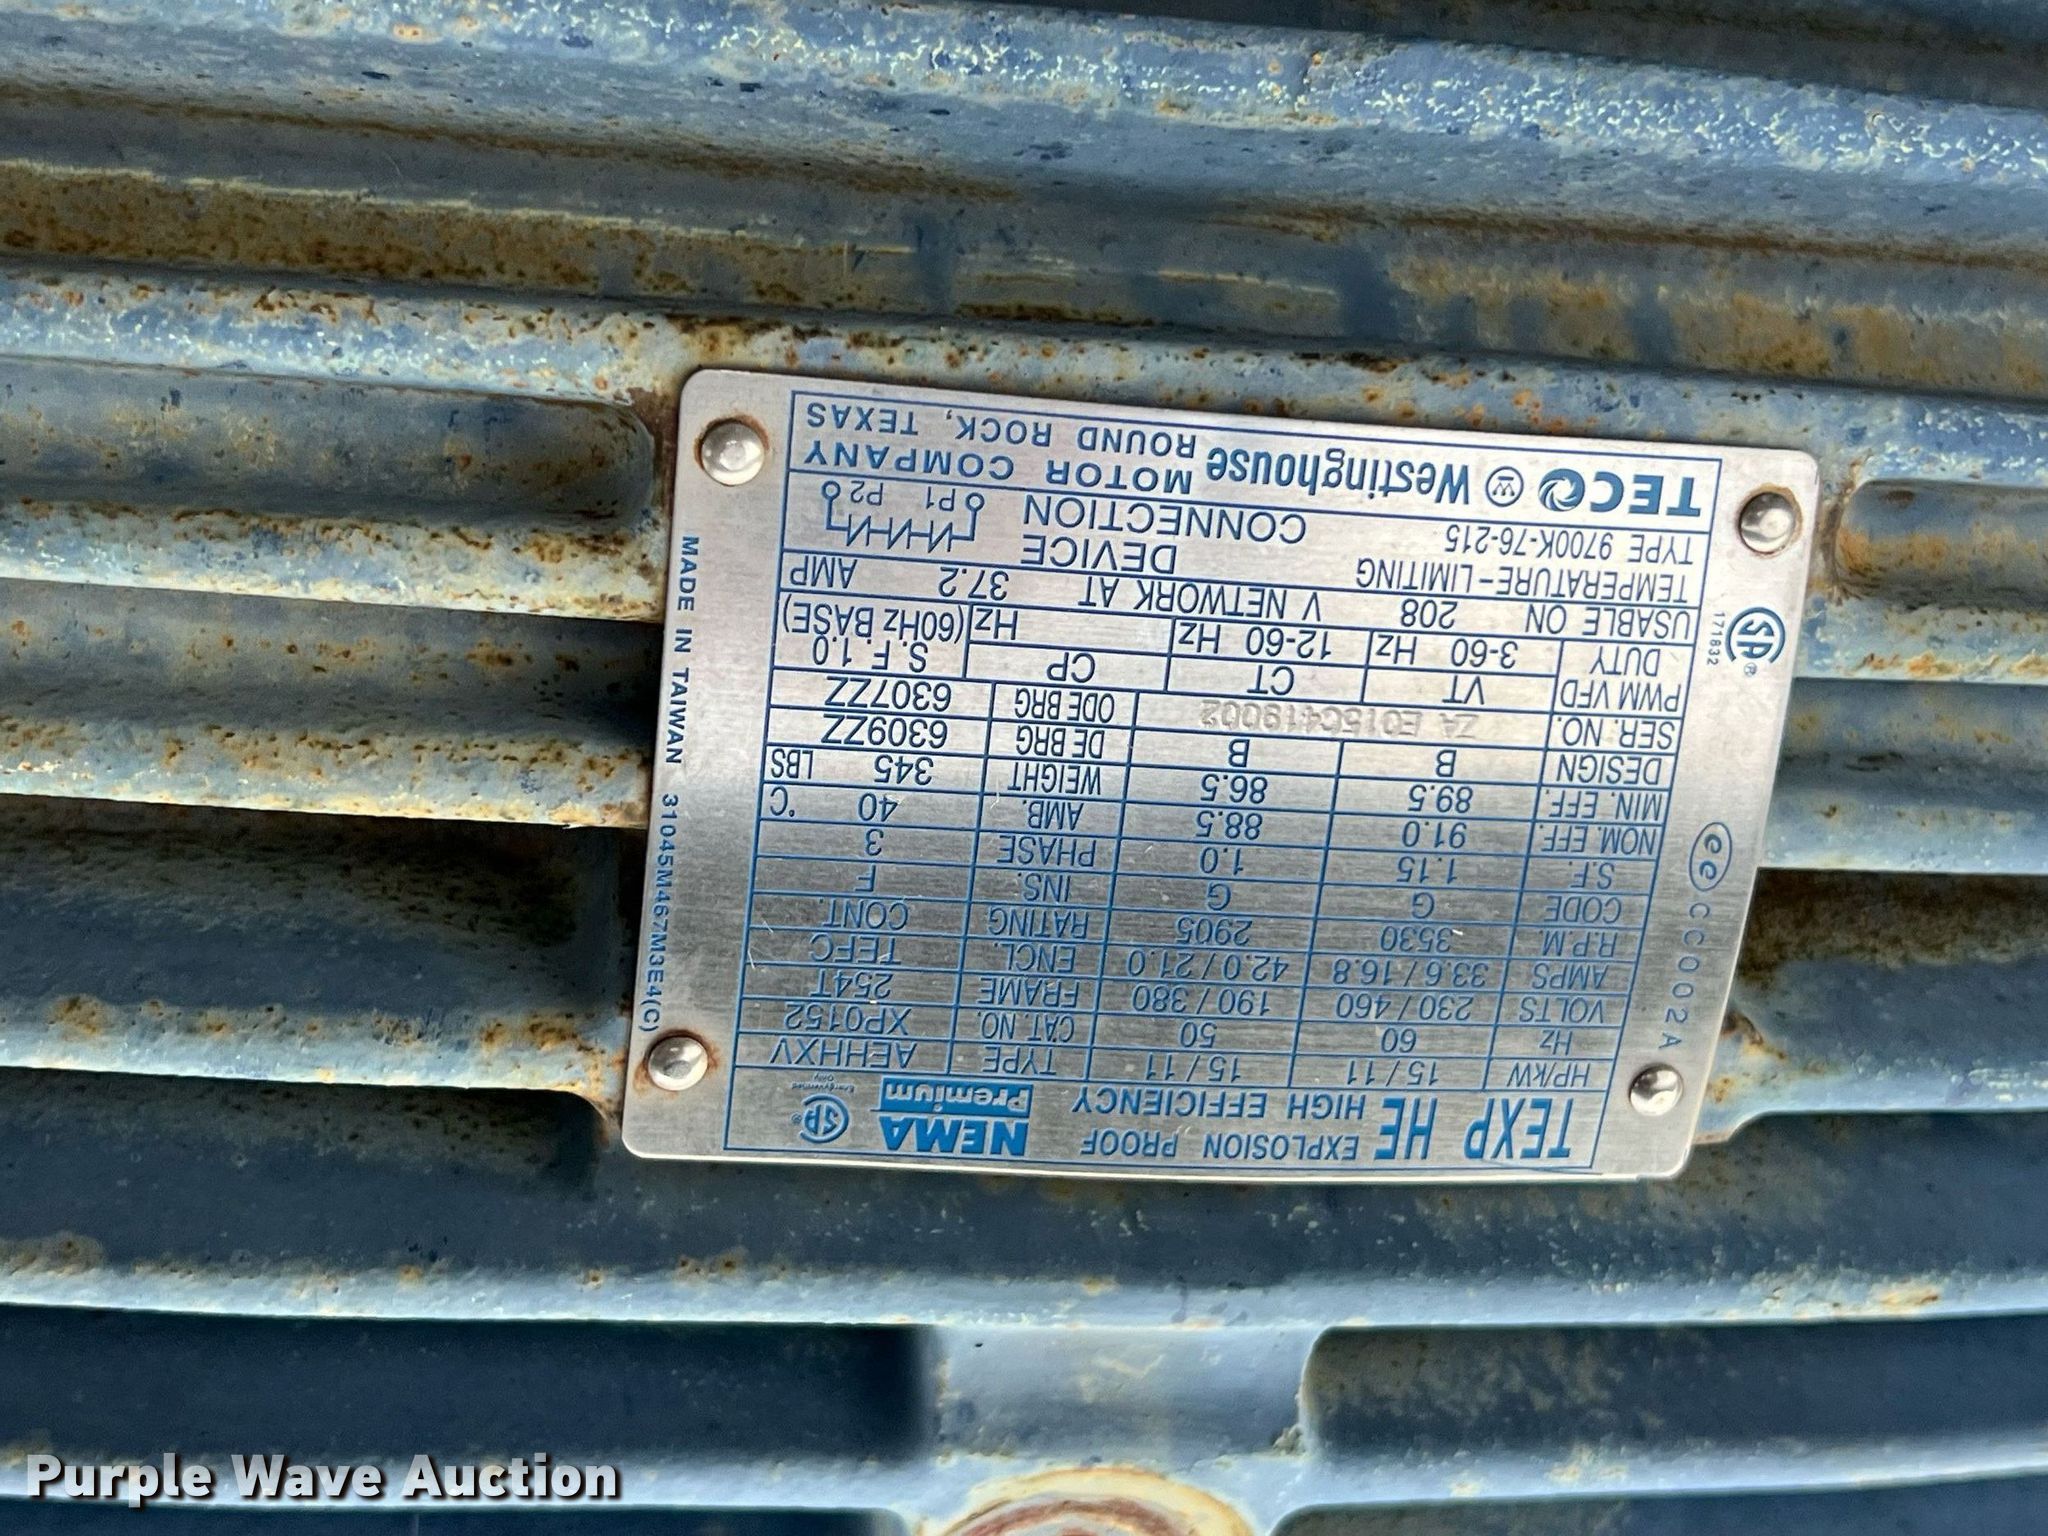 TEXP HE EXPLOSION PROOF HIGH EFFICIENCY NEMA Premium SP® Energy Verified Only
HP/kW 15/11 15/11 TYPE AEHHXV
Hz 60 50 CAT.NO. XP0152
VOLTS 230/460 190/380 FRAME 254T
AMPS 33.6/16.8 42.0/21.0 ENCL. TEFC
R.P.M. 3530 2905 RATING CONT.
CODE G G INS. F
S.F. 1.15 1.0 PHASE 3
NOM. EFF. 91.0 88.5 AMB. 40 °C
MIN. EFF. 89.5 86.5 WEIGHT 345 LBS
DESIGN B B DE BRG 6309ZZ
SER. NO. ZA E015C419002 ODE BRG 6307ZZ
PWM VFD VT CT CP S.F. 1.0
DUTY 3-60 Hz 12-60 Hz Hz (60Hz BASE)
USABLE ON 208 V NETWORK AT 37.2 AMP
TEMPERATURE-LIMITING DEVICE
TYPE 9700K-76-215 CONNECTION P1 P2
TECO Westinghouse MOTOR COMPANY
ROUND ROCK, TEXAS
ee CC002A
171832
MADE IN TAIWAN 31045M467M3E4(C)
Purple Wave Auction